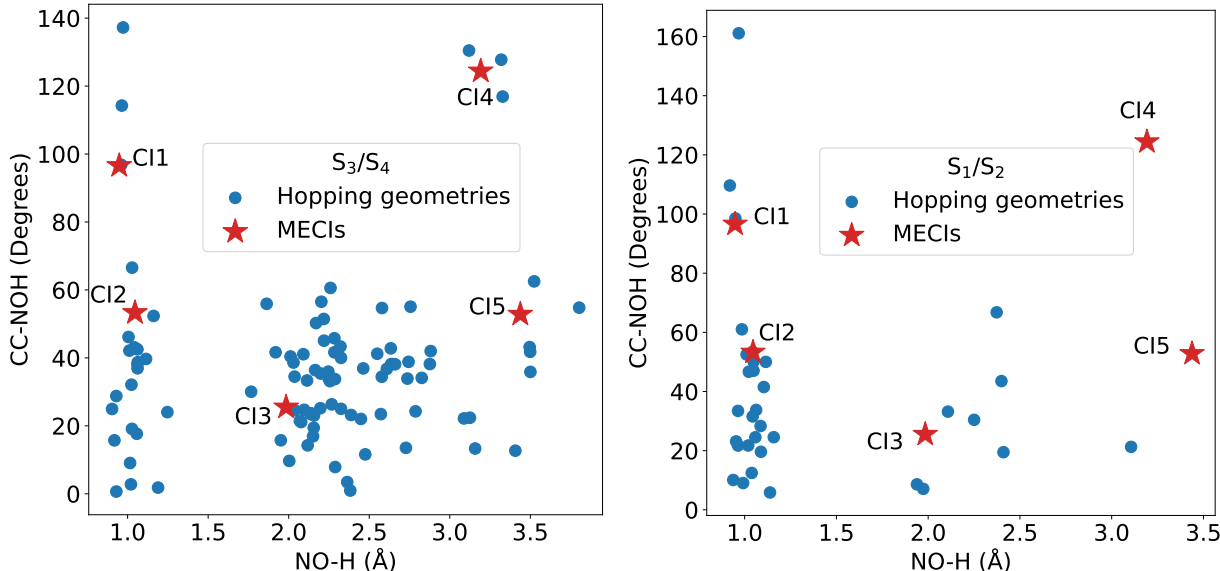 CC-NOH (Degrees)
140
120
100
80
60
40
20
0
CI4
CI1
S3/S4
Hopping geometries
MECIs
CI2
CI5
CI3
1.0 1.5 2.0 2.5 3.0 3.5
NO-H (Å)
CC-NOH (Degrees)
160
140
120
100
80
60
40
20
0
CI4
S1/S2
Hopping geometries
MECIs
CI1
CI2
CI5
CI3
1.0 1.5 2.0 2.5 3.0 3.5
NO-H (Å)